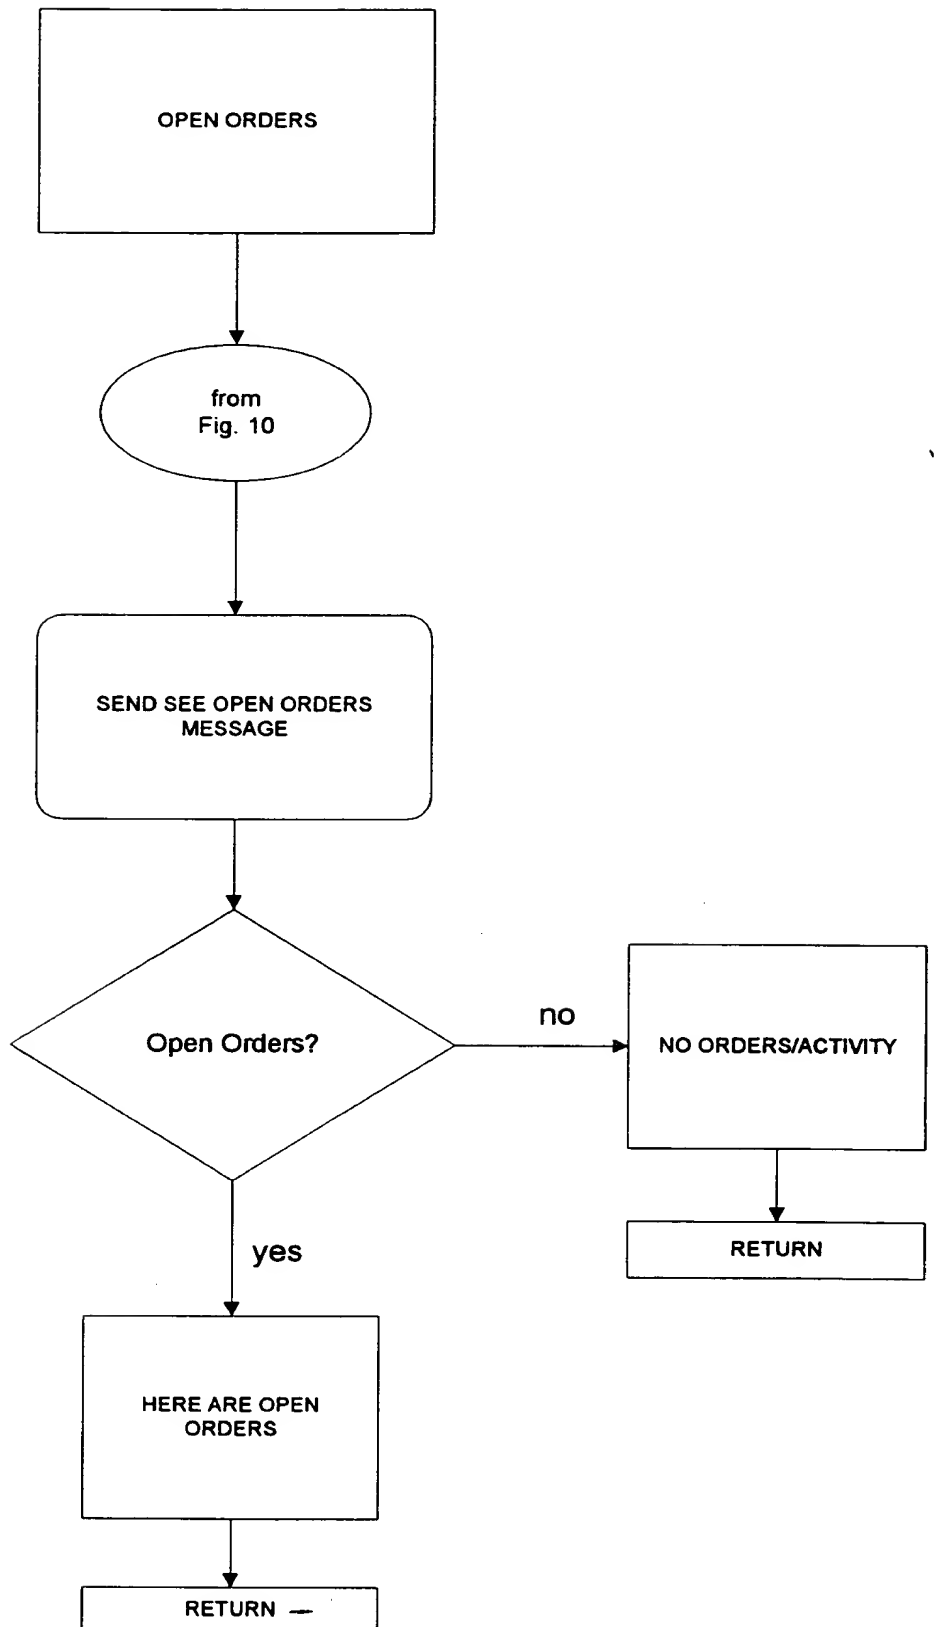 OPEN ORDERS
from
Fig. 10
SEND SEE OPEN ORDERS
MESSAGE
Open Orders?
no
NO ORDERS/ACTIVITY
RETURN
yes
HERE ARE OPEN
ORDERS
RETURN